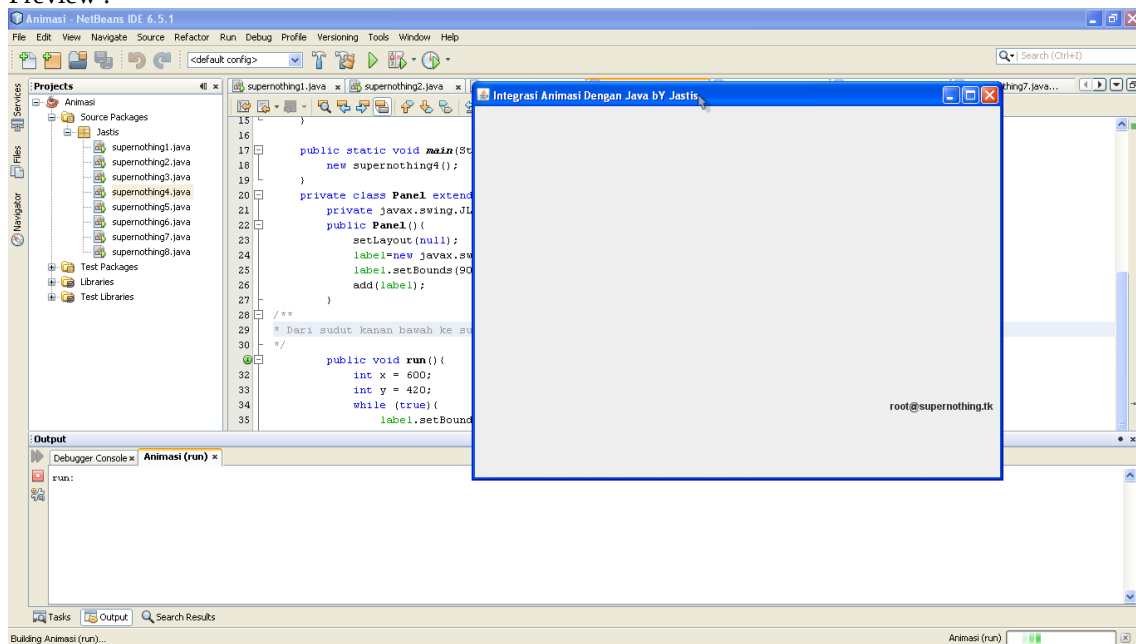 Preview :
Animasi - NetBeans IDE 6.5.1
File Edit View Navigate Source Refactor Run Debug Profile Versioning Tools Window Help
<default config>
Search (Ctrl+I)
Services
Files
Navigator
Projects
Animasi
Source Packages
Jastis
supernothing1.java
supernothing2.java
supernothing3.java
supernothing4.java
supernothing5.java
supernothing6.java
supernothing7.java
supernothing8.java
Test Packages
Libraries
Test Libraries
supernothing1.java x supernothing2.java x
thing7.java...
15 }
16
17 public static void main(St
18 new supernothing4();
19 }
20 private class Panel extend
21 private javax.swing.JL
22 public Panel(){
23 setLayout(null);
24 label=new javax.sw
25 label.setBounds(90
26 add(label);
27 }
28 /**
29 * Dari sudut kanan bawah ke su
30 */
public void run(){
32 int x = 600;
33 int y = 420;
34 while (true){
35 label.setBound
Integrasi Animasi Dengan Java bY Jastis
root@supernothing.tk
Output
Debugger Console x Animasi (run) x
run:
Tasks Output Search Results
Building Animasi (run)...
Animasi (run)